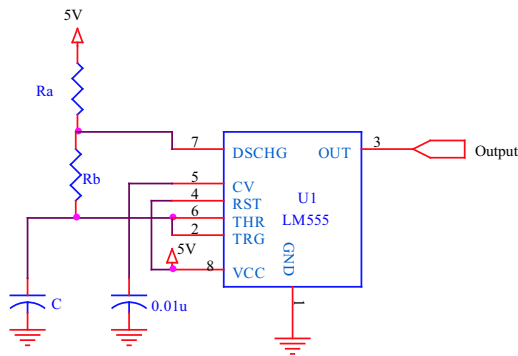 5V
Ra
7
DSCHG
OUT
3
Output
Rb
5
CV
4
RST
U1
6
THR
LM555
2
TRG
5V
GND
8
VCC
1
C
0.01u